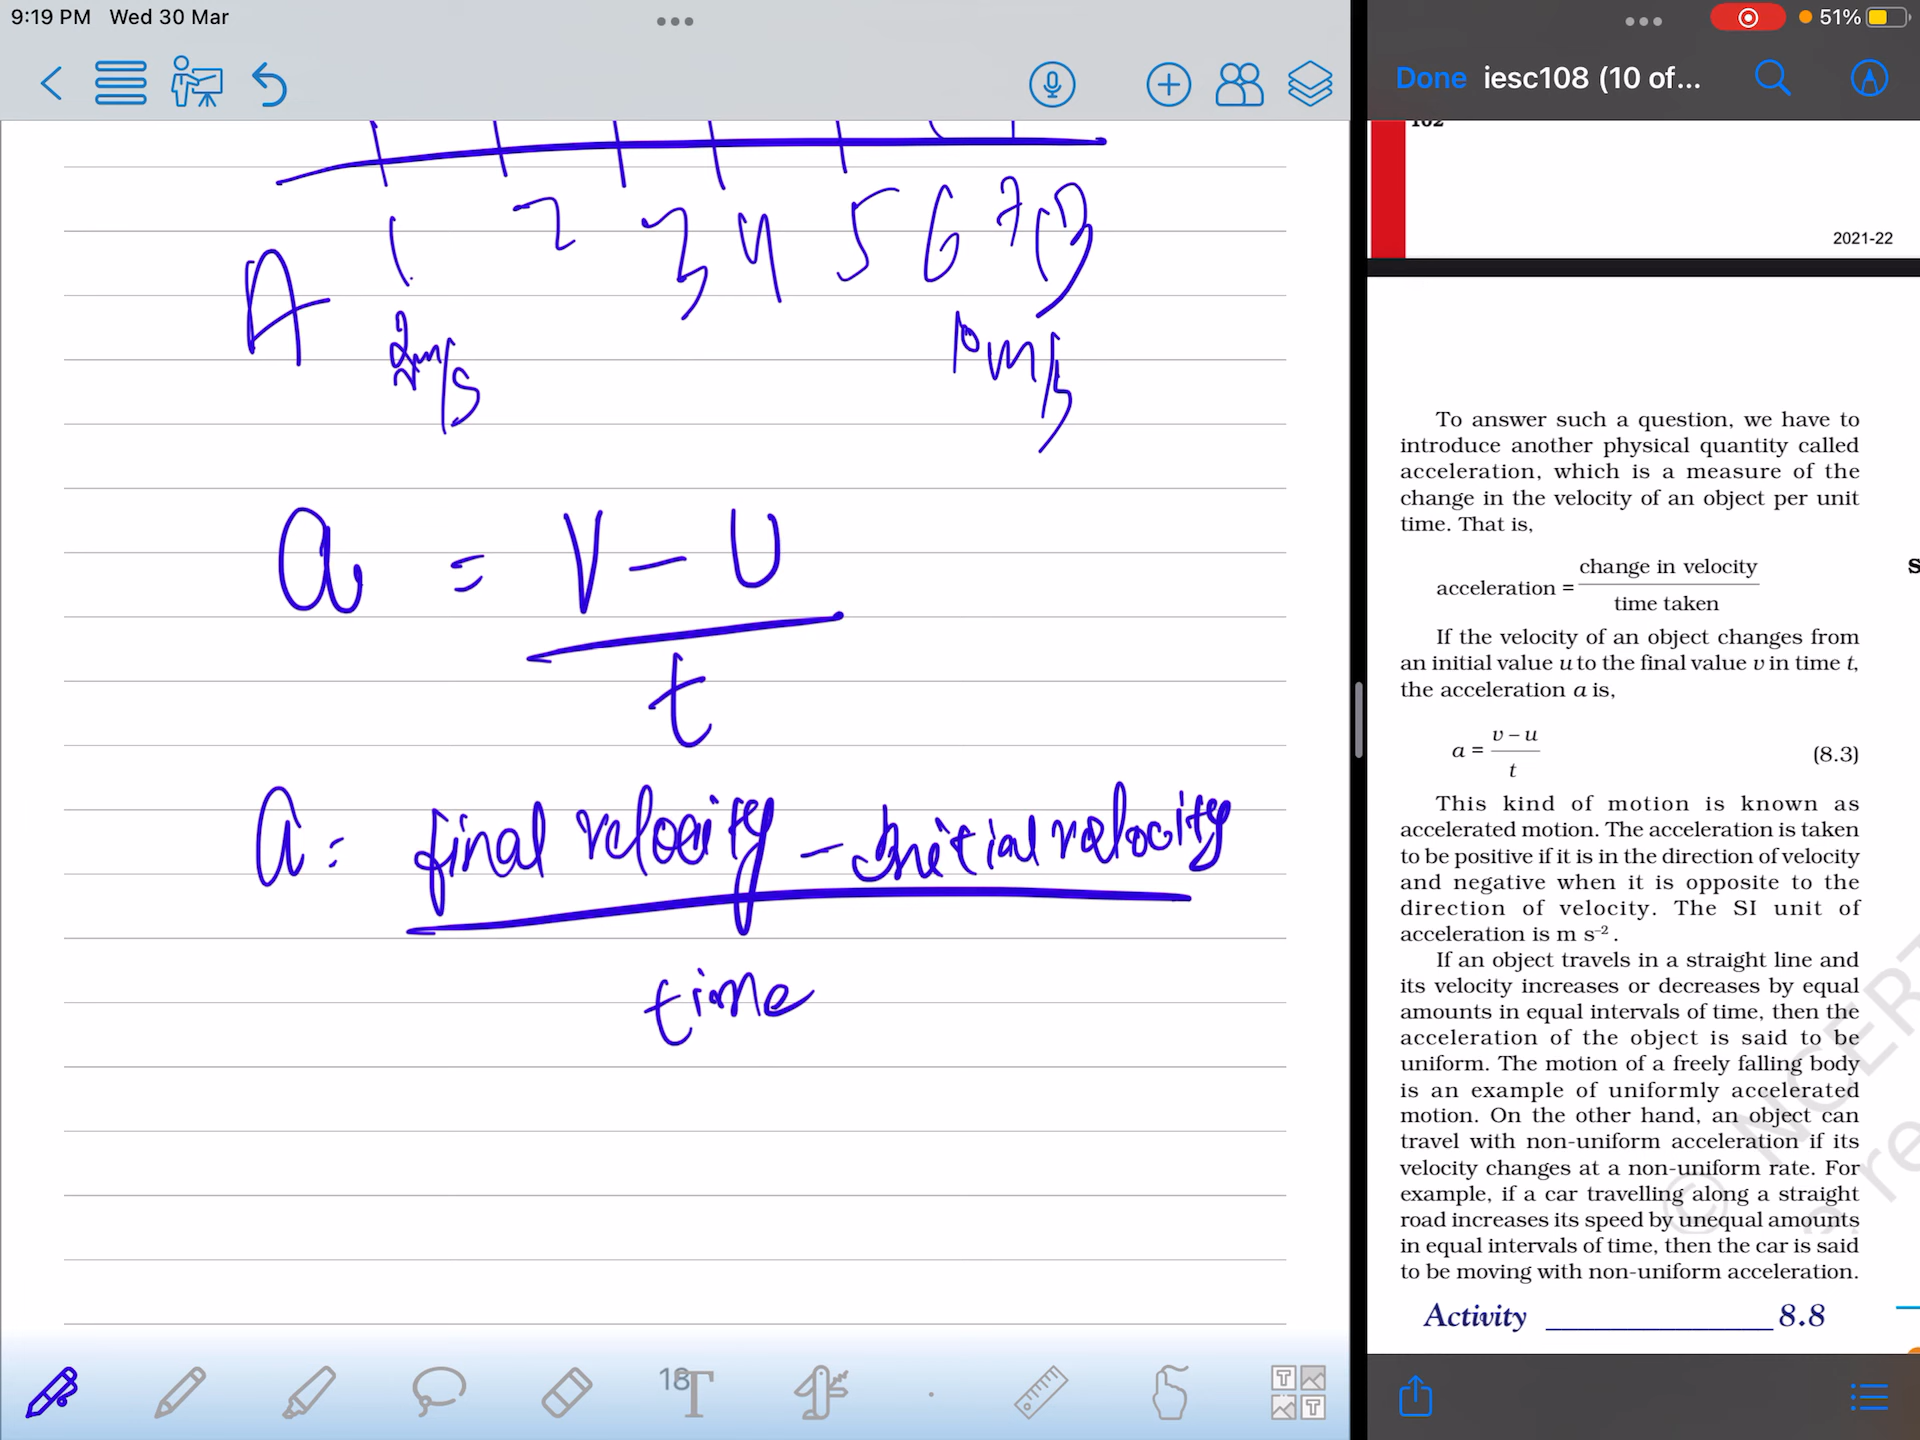 9:19 PM Wed 30 Mar
51%
Done iesc108 (10 of...
102
2021-22
1 2 3 4 5 6 7
A
2m/s
10m/s
a = v - u
t
a = final velocity - Initial velocity
time
18
To answer such a question, we have to
introduce another physical quantity called
acceleration, which is a measure of the
change in the velocity of an object per unit
time. That is,
acceleration = change in velocity
time taken
If the velocity of an object changes from
an initial value u to the final value v in time t,
the acceleration a is,
a = v – u
t
(8.3)
This kind of motion is known as
accelerated motion. The acceleration is taken
to be positive if it is in the direction of velocity
and negative when it is opposite to the
direction of velocity. The SI unit of
acceleration is m s⁻².
If an object travels in a straight line and
its velocity increases or decreases by equal
amounts in equal intervals of time, then the
acceleration of the object is said to be
uniform. The motion of a freely falling body
is an example of uniformly accelerated
motion. On the other hand, an object can
travel with non-uniform acceleration if its
velocity changes at a non-uniform rate. For
example, if a car travelling along a straight
road increases its speed by unequal amounts
in equal intervals of time, then the car is said
to be moving with non-uniform acceleration.
Activity 8.8
© NCERT
re